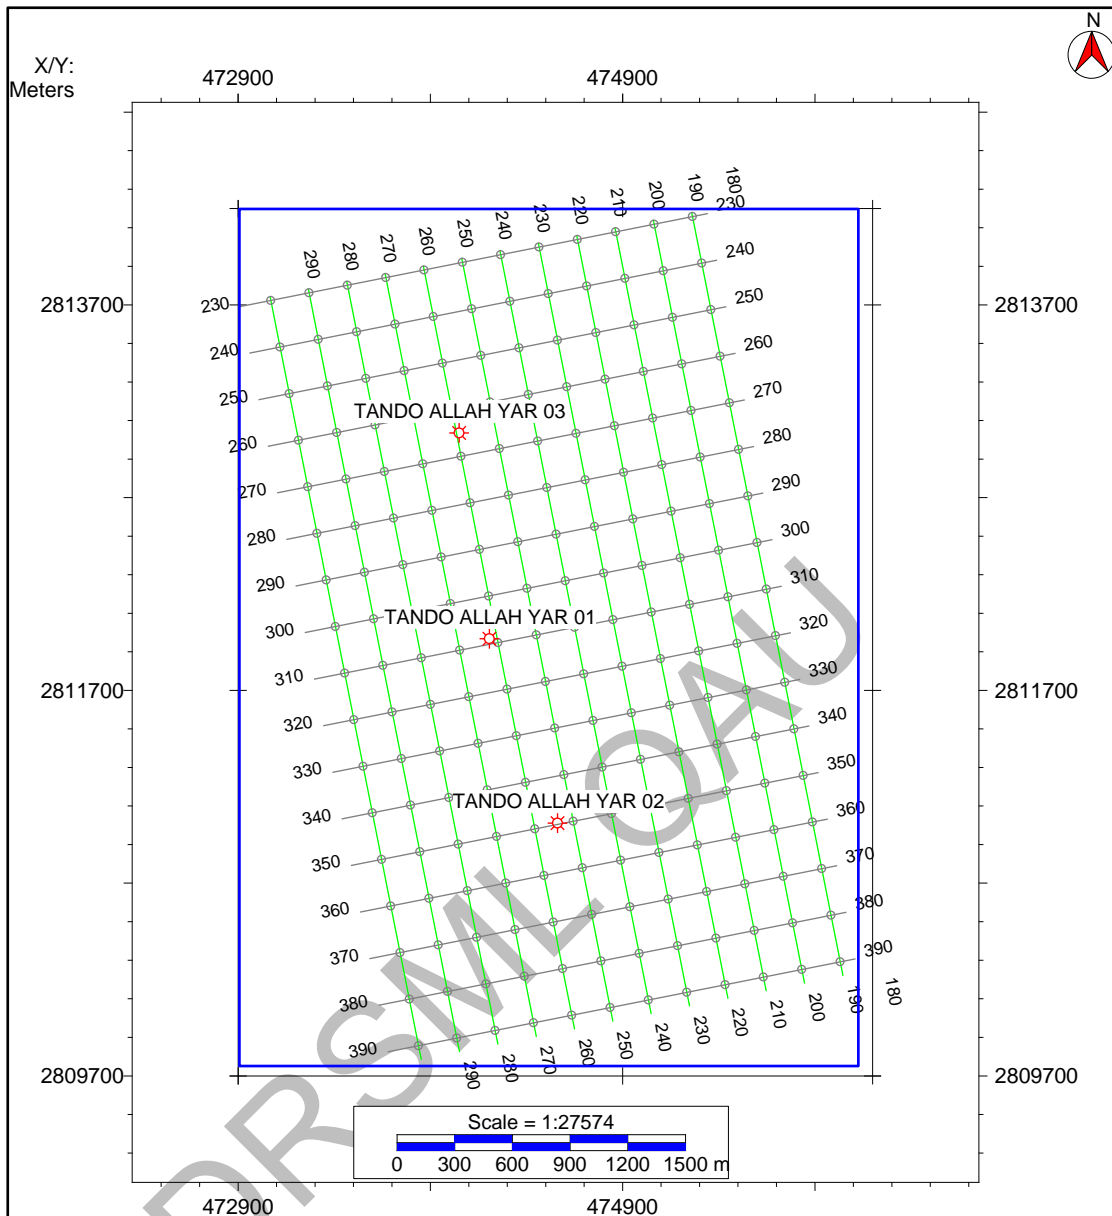 N
X/Y:
Meters
472900 474900
290 280 270 260 250 240 230 220 210 200 190 180
230 230
240 240
250 250
260 260
270 270
280 280
290 290
300 300
310 310
320 320
330 330
340 340
350 350
360 360
370 370
380 380
390 390
2813700 2813700
TANDO ALLAH YAR 03
TANDO ALLAH YAR 01
2811700 2811700
TANDO ALLAH YAR 02
290 280 270 260 250 240 230 220 210 200 190 180
2809700 2809700
DRSML QAU
Scale = 1:27574
0 300 600 900 1200 1500 m
472900 474900